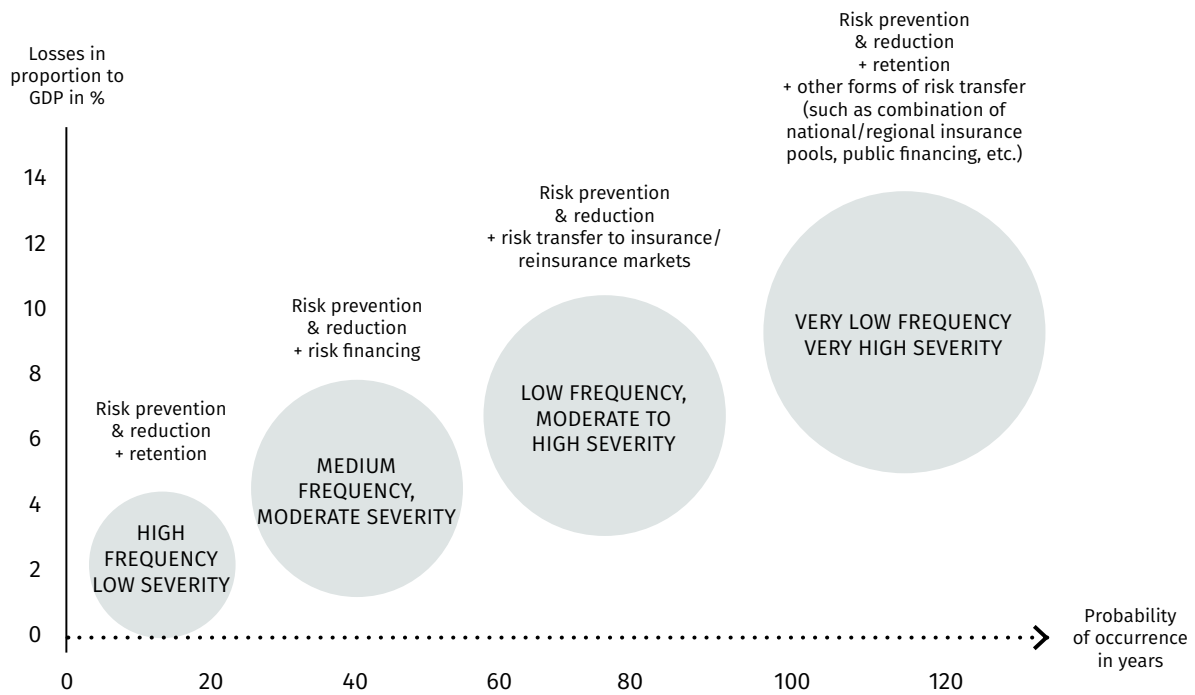 Losses in
proportion to
GDP in %
14
12
10
8
6
4
2
0
Risk prevention
& reduction
+ retention
HIGH
FREQUENCY
LOW SEVERITY
Risk prevention
& reduction
+ risk financing
MEDIUM
FREQUENCY,
MODERATE SEVERITY
Risk prevention
& reduction
+ risk transfer to insurance/
reinsurance markets
LOW FREQUENCY,
MODERATE TO
HIGH SEVERITY
Risk prevention
& reduction
+ retention
+ other forms of risk transfer
(such as combination of
national/regional insurance
pools, public financing, etc.)
VERY LOW FREQUENCY
VERY HIGH SEVERITY
0 20 40 60 80 100 120
Probability
of occurrence
in years